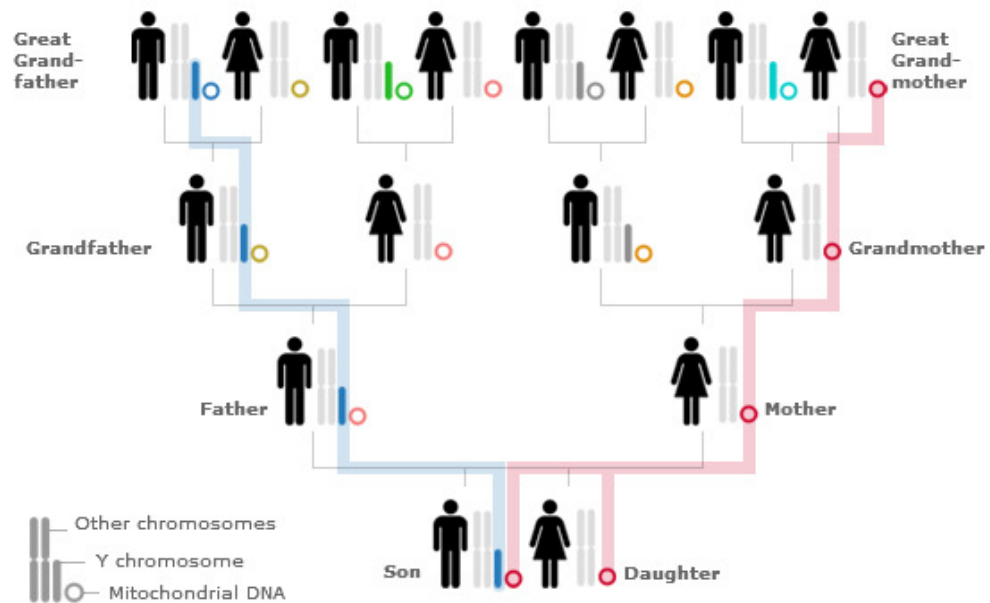 Great
Grand-
father
Great
Grand-
mother
Grandfather
Grandmother
Father
Mother
Other chromosomes
Y chromosome
Mitochondrial DNA
Son
Daughter